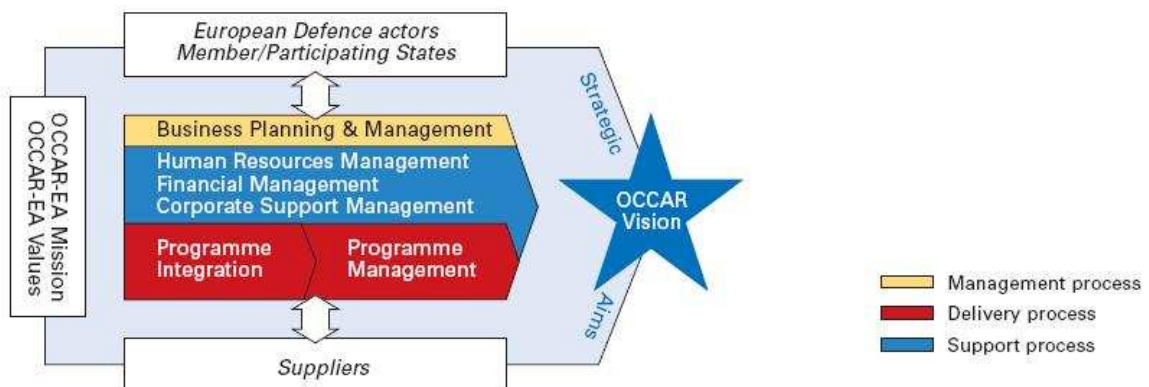 European Defence actors
Member/Participating States
OCCAR-EA Mission
OCCAR-EA Values
Business Planning & Management
Human Resources Management
Financial Management
Corporate Support Management
Programme
Integration
Programme
Management
Suppliers
Strategic
Aims
OCCAR
Vision
Management process
Delivery process
Support process